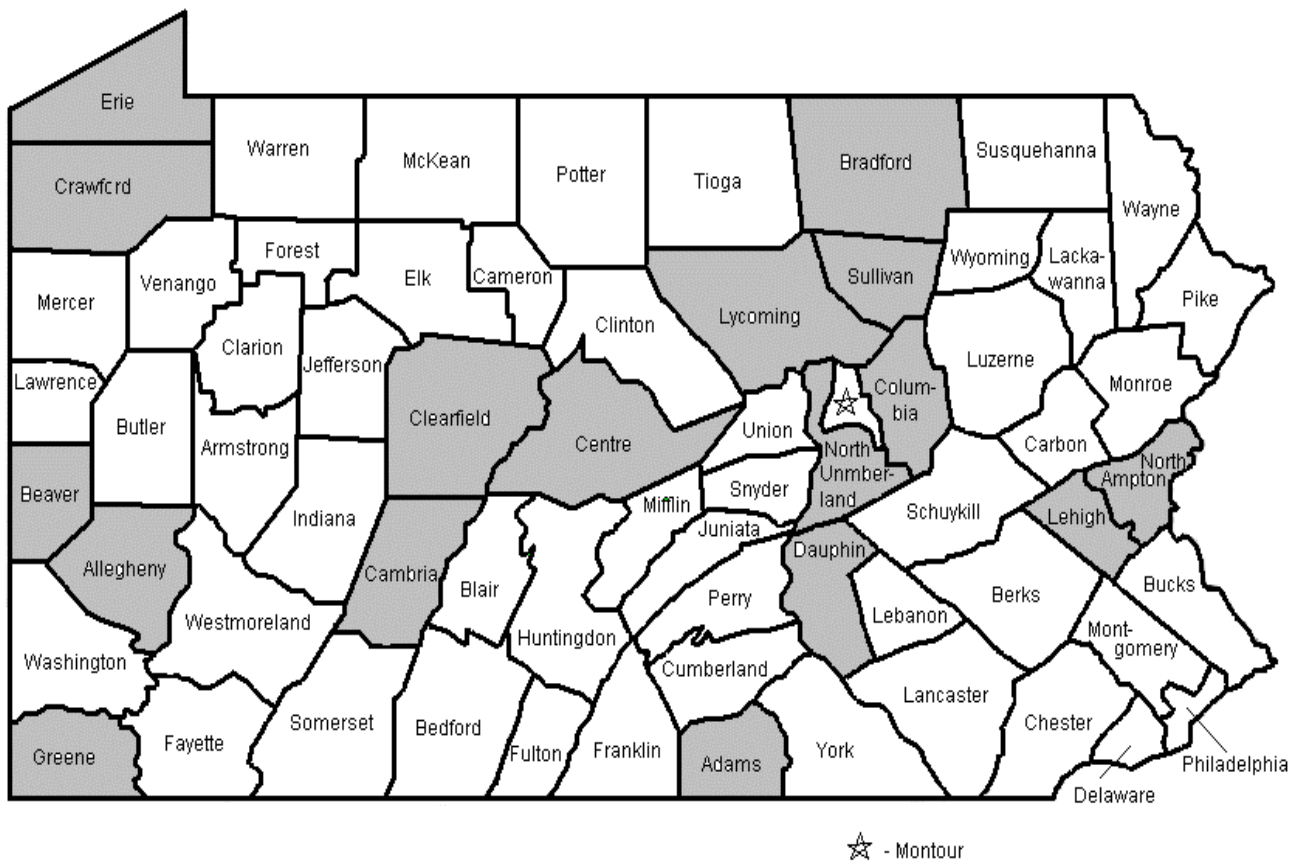 Erie
Warren
McKean
Potter
Tioga
Bradford
Susquehanna
Wayne
Crawfcrd
Forest
Venango
Elk
Cameron
Sullivan
Wyoming
Lacka-
wanna
Pike
Mercer
Clarion
Jefferson
Clinton
Lycoming
Luzerne
Monroe
Lawrence
Butler
Armstrong
Clearfield
Centre
Union
Colum-
bia
Carbon
North
Ampton
Beaver
Indiana
Mifflin
Snyder
North
Unmber-
land
Schuykill
Lehigh
Allegheny
Cambria
Blair
Juniata
Dauphin
Bucks
Westmoreland
Huntingdon
Perry
Lebanon
Berks
Mont-
gomery
Washington
Cumberland
Lancaster
Somerset
Bedford
Chester
Greene
Fayette
Fulton
Franklin
Adams
York
Philadelphia
Delaware
- Montour